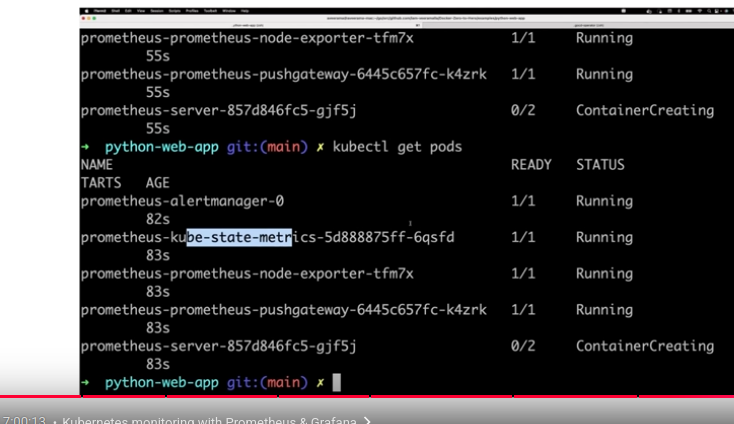 prometheus-prometheus-node-exporter-tfm7x 1/1 Running
55s
prometheus-prometheus-pushgateway-6445c657fc-k4zrk 1/1 Running
55s
prometheus-server-857d846fc5-gjf5j 0/2 ContainerCreating
55s
→ python-web-app git:(main) ✗ kubectl get pods
NAME READY STATUS
TARTS AGE
prometheus-alertmanager-0 1/1 Running
82s
prometheus-kube-state-metrics-5d888875ff-6qsfd 1/1 Running
83s
prometheus-prometheus-node-exporter-tfm7x 1/1 Running
83s
prometheus-prometheus-pushgateway-6445c657fc-k4zrk 1/1 Running
83s
prometheus-server-857d846fc5-gjf5j 0/2 ContainerCreating
83s
→ python-web-app git:(main) ✗
7:00:13 • Kubernetes monitoring with Prometheus & Grafana >